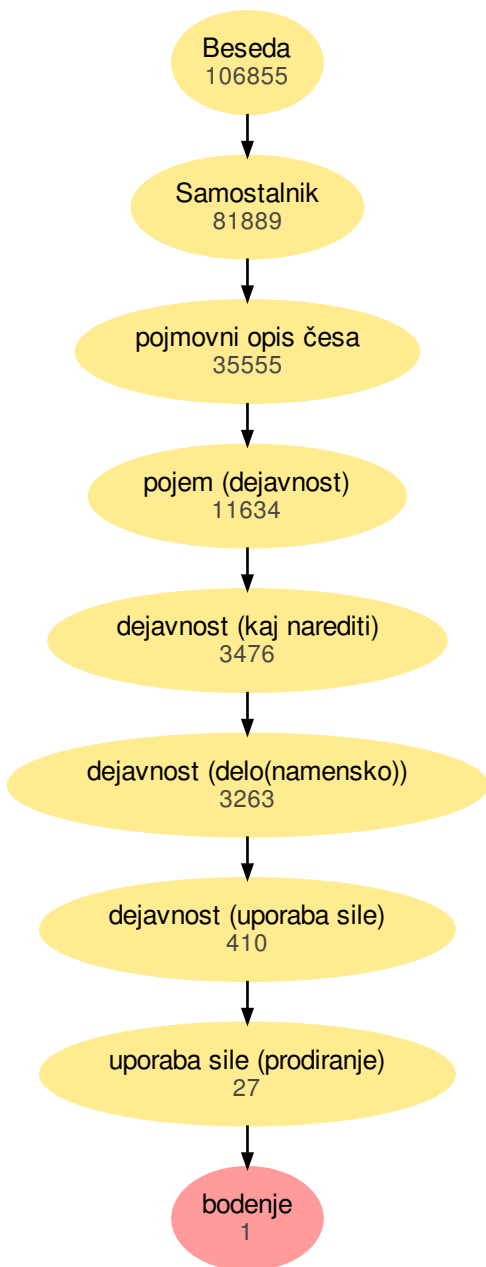 Beseda
106855
Samostalnik
81889
pojmovni opis česa
35555
pojem (dejavnost)
11634
dejavnost (kaj narediti)
3476
dejavnost (delo(namensko))
3263
dejavnost (uporaba sile)
410
uporaba sile (prodiranje)
27
bodenje
1